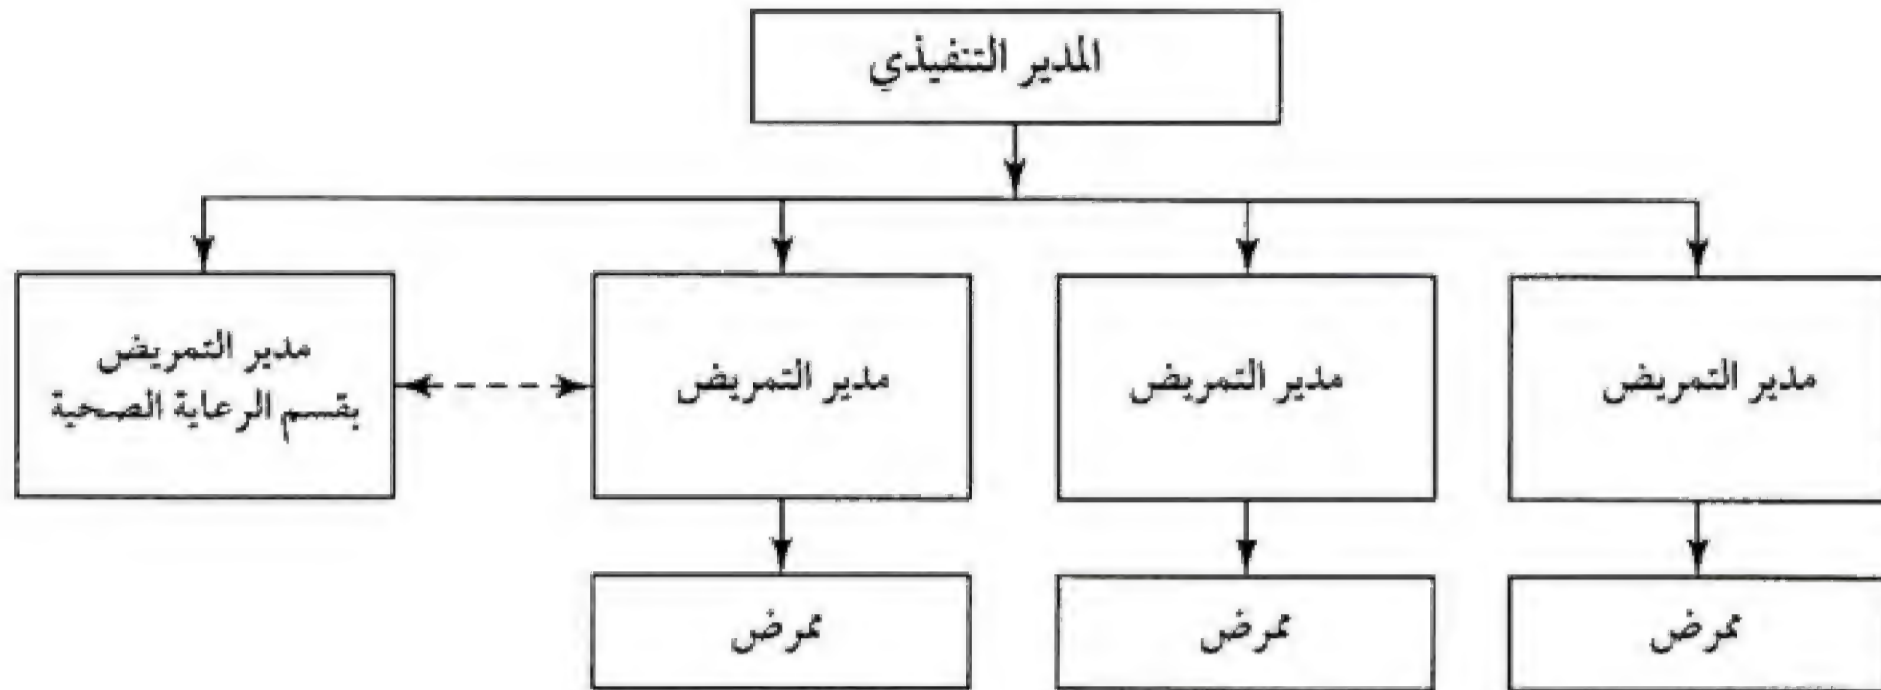 المدير التنفيذي
مدير التمريض
مدير التمريض
مدير التمريض
مدير التمريض
بقسم الرعاية الصحية
ممرض
ممرض
ممرض